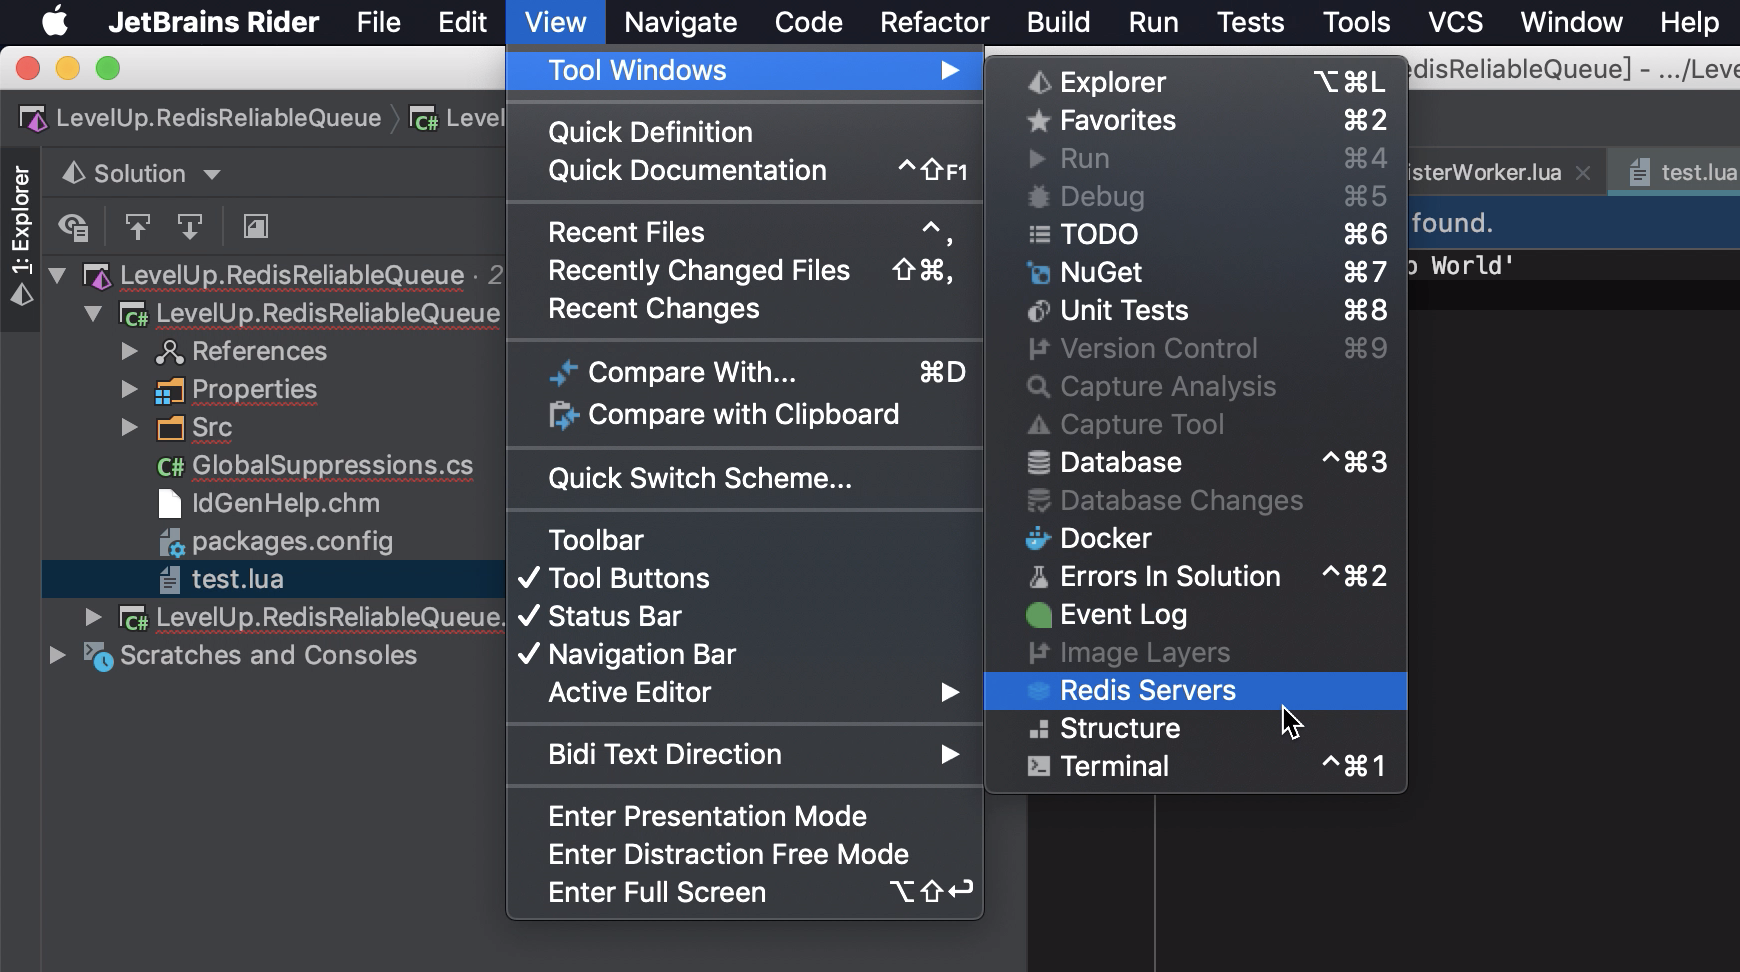 JetBrains Rider File Edit View Navigate Code Refactor Build Run Tests Tools VCS Window Help
edisReliableQueue] - .../Leve
LevelUp.RedisReliableQueue C# Level
1: Explorer
Solution
LevelUp.RedisReliableQueue · 2
C# LevelUp.RedisReliableQueue
References
Properties
Src
C# GlobalSuppressions.cs
IdGenHelp.chm
packages.config
test.lua
C# LevelUp.RedisReliableQueue.
Scratches and Consoles
Tool Windows ▶
Quick Definition
Quick Documentation ⌃⇧F1
Recent Files ⌃,
Recently Changed Files ⇧⌘,
Recent Changes
Compare With... ⌘D
Compare with Clipboard
Quick Switch Scheme...
Toolbar
✓ Tool Buttons
✓ Status Bar
✓ Navigation Bar
Active Editor ▶
Bidi Text Direction ▶
Enter Presentation Mode
Enter Distraction Free Mode
Enter Full Screen ⌥⇧↩
Explorer ⌥⌘L
Favorites ⌘2
Run ⌘4
Debug ⌘5
TODO ⌘6
NuGet ⌘7
Unit Tests ⌘8
Version Control ⌘9
Capture Analysis
Capture Tool
Database ⌃⌘3
Database Changes
Docker
Errors In Solution ⌃⌘2
Event Log
Image Layers
Redis Servers
Structure
Terminal ⌃⌘1
isterWorker.lua × test.lua
found.
World'